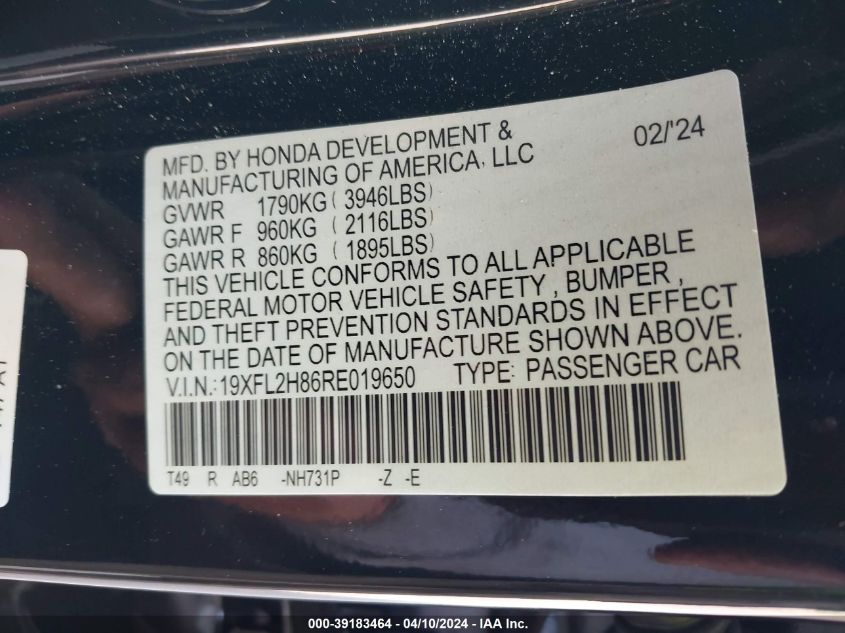 MFD. BY HONDA DEVELOPMENT & 02/'24
MANUFACTURING OF AMERICA, LLC
GVWR 1790KG ( 3946LBS)
GAWR F 960KG ( 2116LBS)
GAWR R 860KG ( 1895LBS)
THIS VEHICLE CONFORMS TO ALL APPLICABLE
FEDERAL MOTOR VEHICLE SAFETY , BUMPER ,
AND THEFT PREVENTION STANDARDS IN EFFECT
ON THE DATE OF MANUFACTURE SHOWN ABOVE.
V.I.N.: 19XFL2H86RE019650 TYPE: PASSENGER CAR
T49 R AB6 -NH731P -Z -E
000-39183464 - 04/10/2024 - IAA Inc.